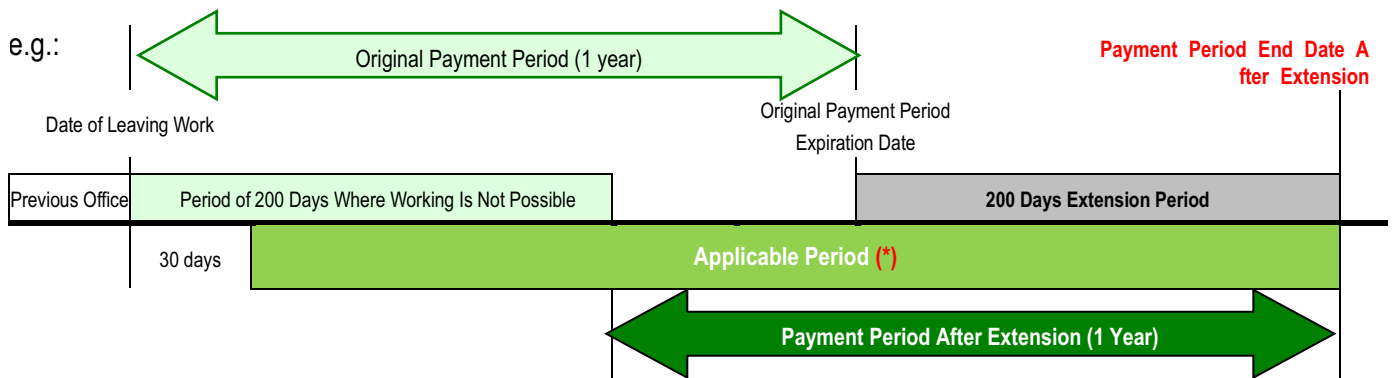 e.g.:
Original Payment Period (1 year)
Payment Period End Date A
fter Extension
Date of Leaving Work
Original Payment Period
Expiration Date
Previous Office
Period of 200 Days Where Working Is Not Possible
200 Days Extension Period
30 days
Applicable Period (*)
Payment Period After Extension (1 Year)